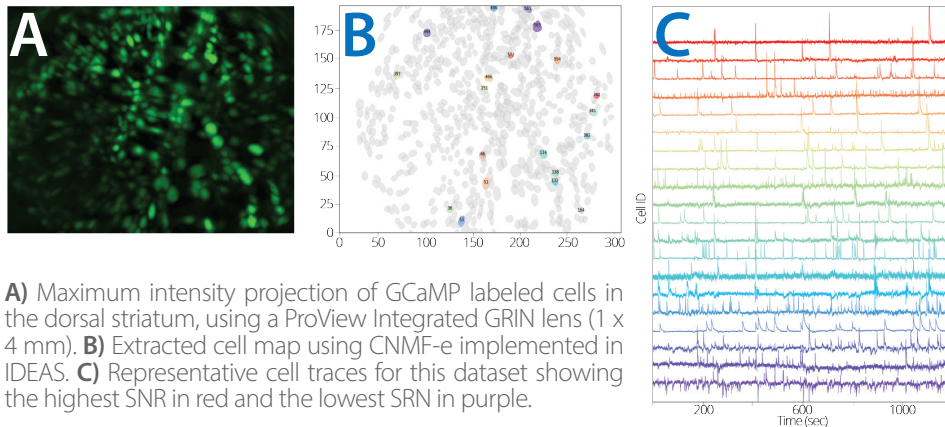 A
B
C
175
150
125
100
75
50
25
0
0
50
100
150
200
250
300
Cell ID
200
600
1000
Time (sec)
A) Maximum intensity projection of GCaMP labeled cells in
the dorsal striatum, using a ProView Integrated GRIN lens (1 x
4 mm). B) Extracted cell map using CNMF-e implemented in
IDEAS. C) Representative cell traces for this dataset showing
the highest SNR in red and the lowest SRN in purple.